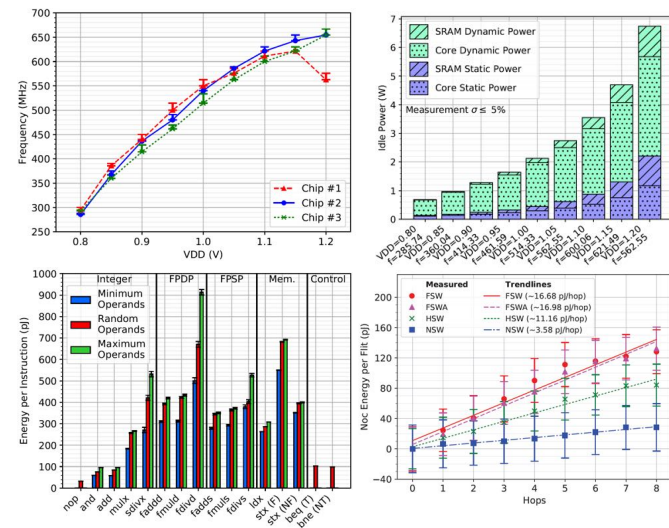 700
650
600
550
500
450
400
350
300
250
Frequency (MHz)
0.8 0.9 1.0 1.1 1.2
VDD (V)
Chip #1
Chip #2
Chip #3
7
6
5
4
3
2
1
0
Idle Power (W)
SRAM Dynamic Power
Core Dynamic Power
SRAM Static Power
Core Static Power
Measurement σ≤ 5%
VDD=0.80
f=285.74
VDD=0.85
f=360.04
VDD=0.90
f=414.33
VDD=0.95
f=461.59
VDD=1.00
f=514.33
VDD=1.05
f=562.55
VDD=1.10
f=600.06
VDD=1.15
f=621.49
VDD=1.20
f=562.55
1000
900
800
700
600
500
400
300
200
100
0
Energy per Instruction (pJ)
Integer FPDP FPSP Mem. Control
Minimum
Operands
Random
Operands
Maximum
Operands
nop
and
add
mulx
sdivx
faddd
fmuld
fdivd
fadds
fmuls
fdivs
ldx
stx (F)
stx (NF)
beq (T)
bne (NT)
200
160
120
80
40
0
−40
NoC Energy per Flit (pJ)
Measured Trendlines
FSW FSW (~16.68 pJ/hop)
FSWA FSWA (~16.98 pJ/hop)
HSW HSW (~11.16 pJ/hop)
NSW NSW (~3.58 pJ/hop)
0 1 2 3 4 5 6 7 8
Hops